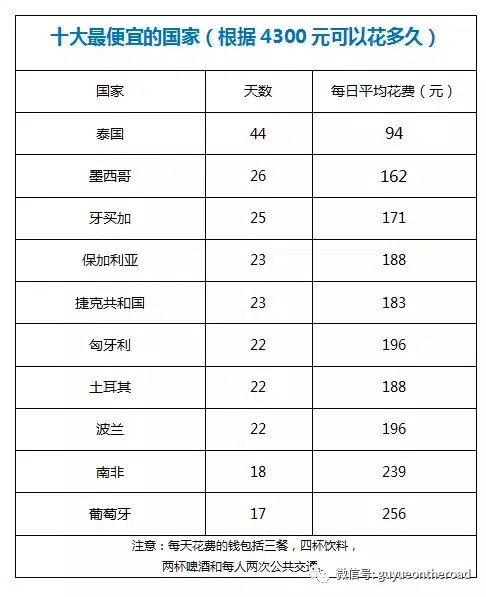 十大最便宜的国家（根据4300元可以花多久）
国家 天数 每日平均花费（元）
泰国 44 94
墨西哥 26 162
牙买加 25 171
保加利亚 23 188
捷克共和国 23 183
匈牙利 22 196
土耳其 22 188
波兰 22 196
南非 18 239
葡萄牙 17 256
注意：每天花费的钱包括三餐，四杯饮料，
两杯啤酒和每人两次公共交通
微信号: guyueontheroad